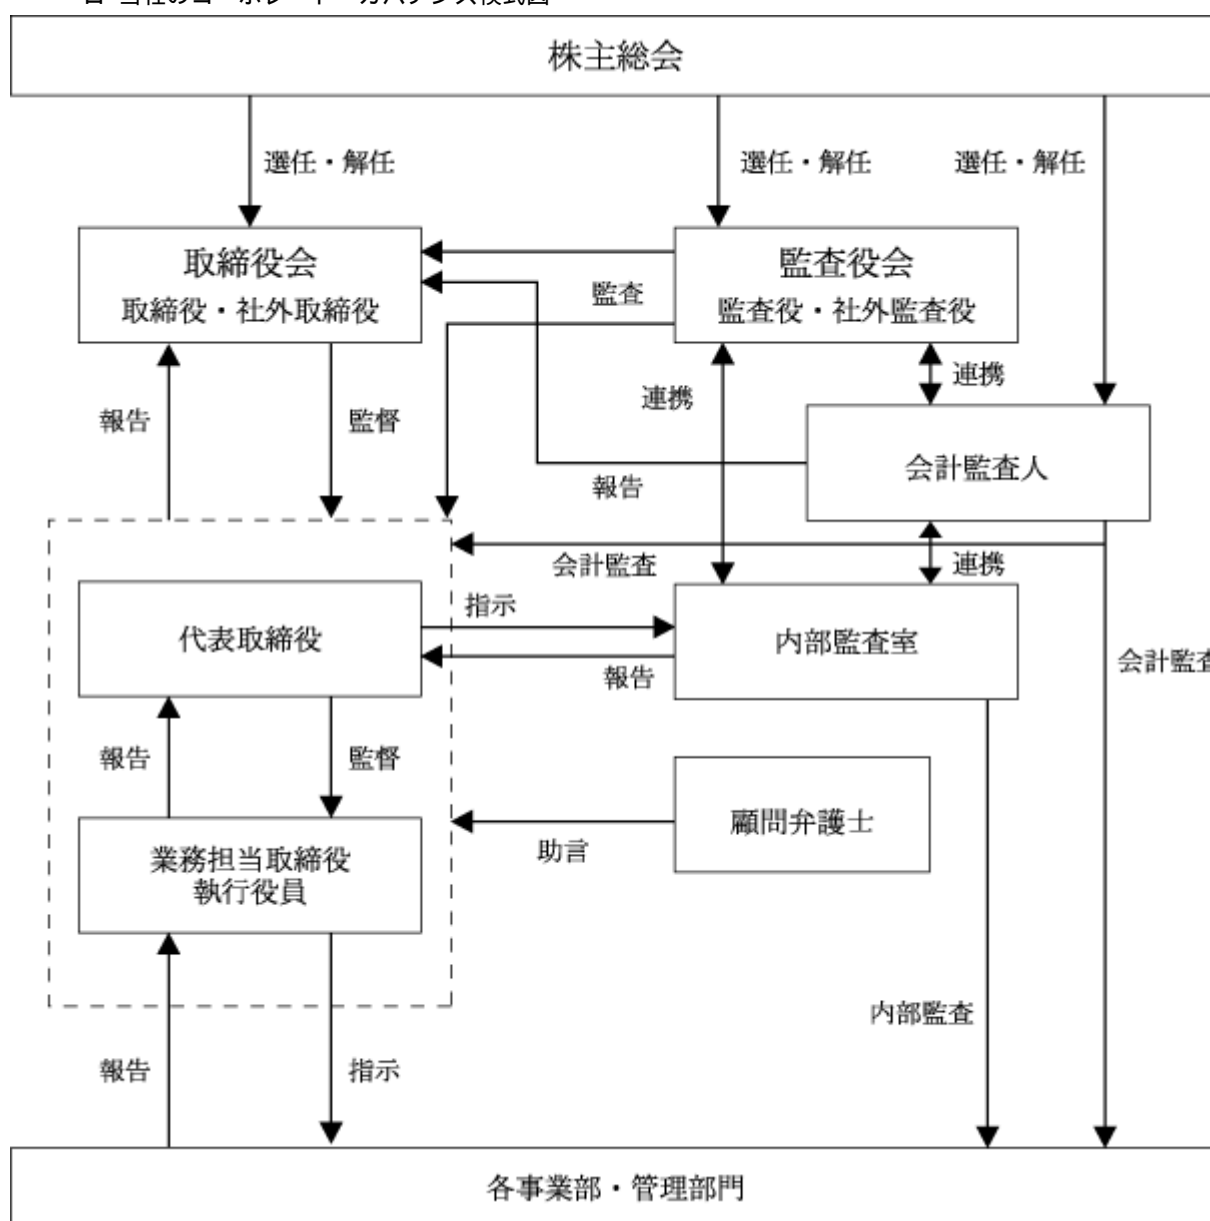 株主総会
選任・解任
選任・解任
選任・解任
取締役会
取締役・社外取締役
監査役会
監査役・社外監査役
監査
連携
連携
報告
監督
会計監査人
報告
会計監査
連携
指示
代表取締役
内部監査室
報告
会計監査
報告
監督
顧問弁護士
助言
業務担当取締役
執行役員
内部監査
報告
指示
各事業部・管理部門